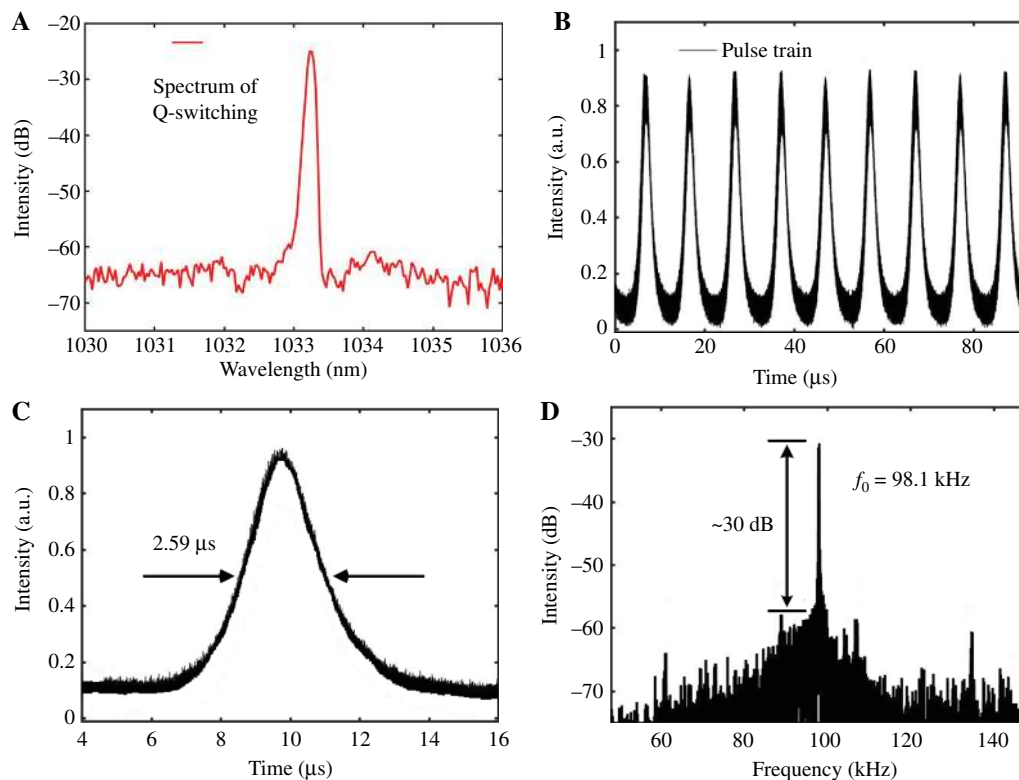 A
Intensity (dB)
–20
–30
–40
–50
–60
–70
Spectrum of
Q-switching
1030 1031 1032 1033 1034 1035 1036
Wavelength (nm)
B
Intensity (a.u.)
1
0.8
0.6
0.4
0.2
0
Pulse train
0 20 40 60 80
Time (μs)
C
Intensity (a.u.)
1
0.8
0.6
0.4
0.2
0
2.59 μs
4 6 8 10 12 14 16
Time (μs)
D
Intensity (dB)
–30
–40
–50
–60
–70
~30 dB
f0 = 98.1 kHz
60 80 100 120 140
Frequency (kHz)